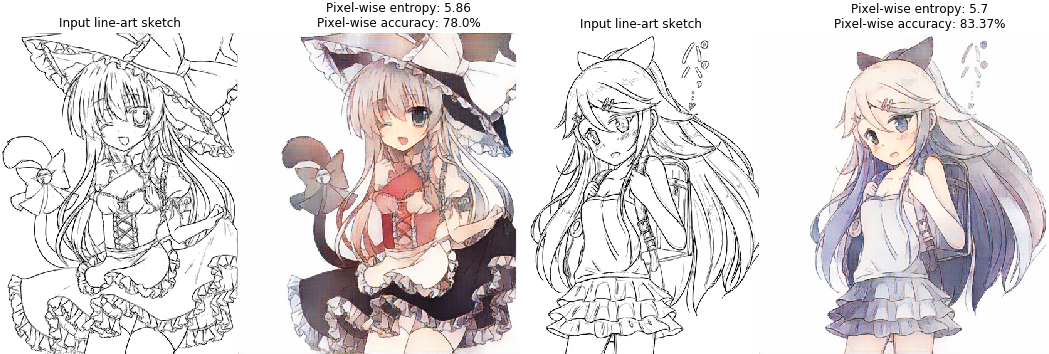 Input line-art sketch
Pixel-wise entropy: 5.86
Pixel-wise accuracy: 78.0%
Input line-art sketch
Pixel-wise entropy: 5.7
Pixel-wise accuracy: 83.37%